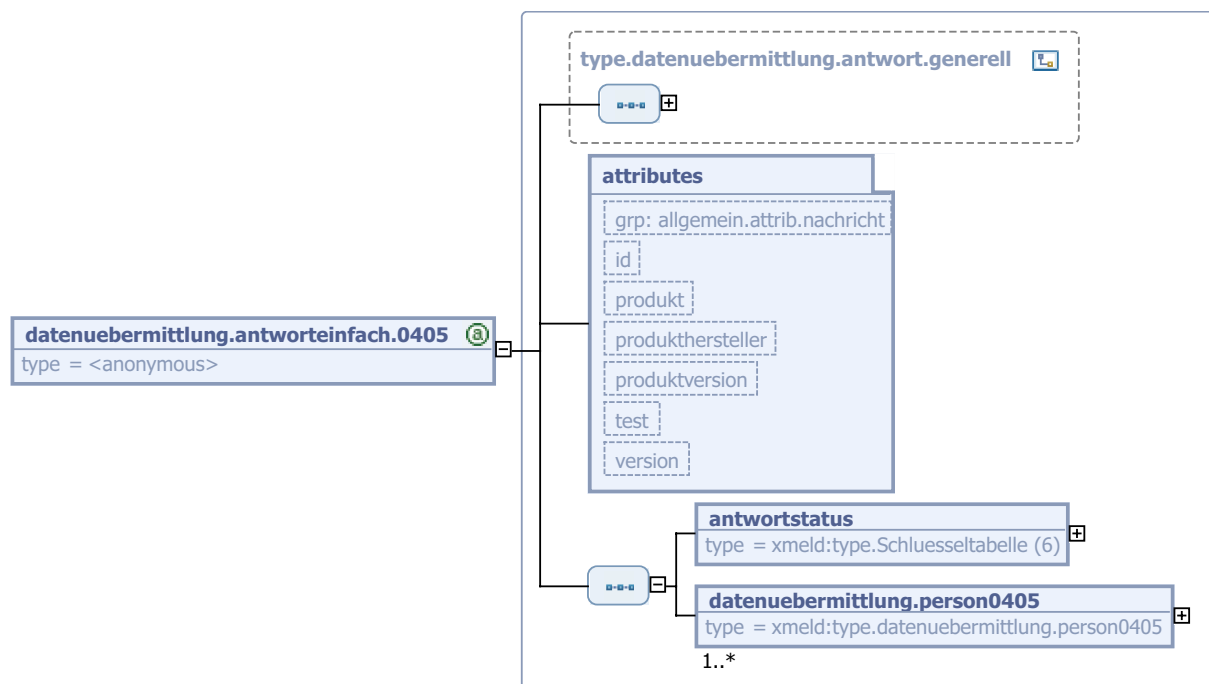 type.datenuebermittlung.antwort.generell
attributes
grp: allgemein.attrib.nachricht
id
produkt
produkthersteller
produktversion
test
version
datenuebermittlung.antworteinfach.0405
a
type = <anonymous>
antwortstatus
type = xmeld:type.Schluesseltabelle (6)
datenuebermittlung.person0405
type = xmeld:type.datenuebermittlung.person0405
1..*